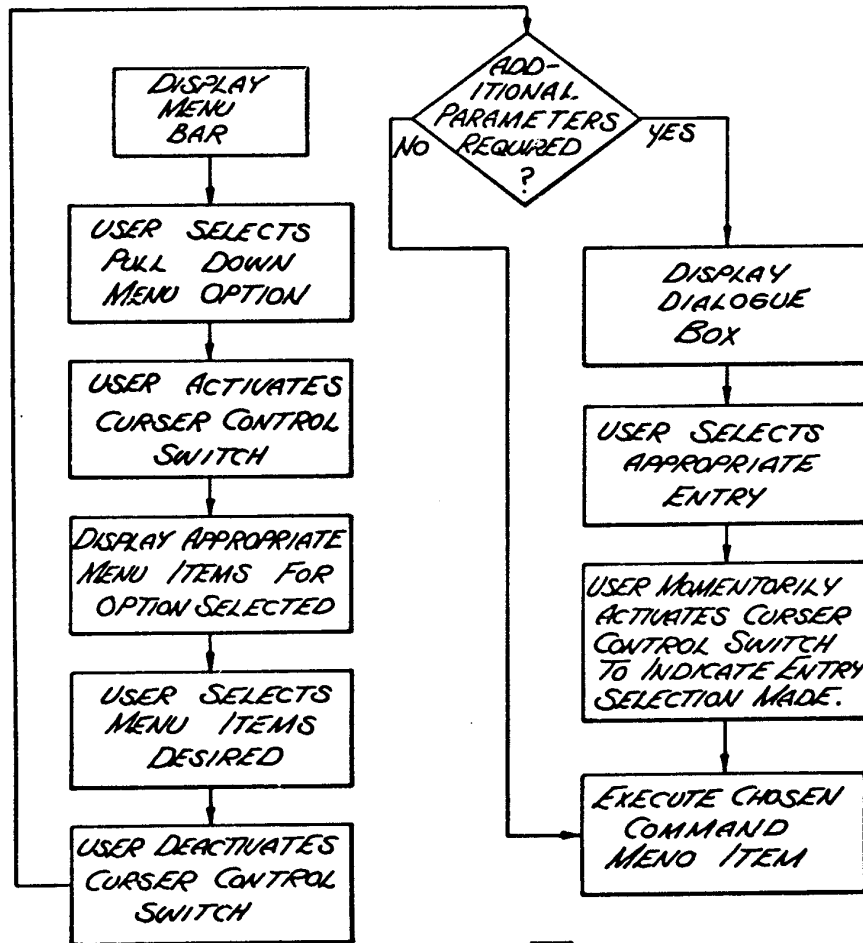 DISPLAY
MENU
BAR
USER SELECTS
PULL DOWN
MENU OPTION
USER ACTIVATES
CURSER CONTROL
SWITCH
DISPLAY APPROPRIATE
MENU ITEMS FOR
OPTION SELECTED
USER SELECTS
MENU ITEMS
DESIRED
USER DEACTIVATES
CURSER CONTROL
SWITCH
ADD-
ITIONAL
PARAMETERS
REQUIRED
?
NO
YES
DISPLAY
DIALOGUE
BOX
USER SELECTS
APPROPRIATE
ENTRY
USER MOMENTORILY
ACTIVATES CURSER
CONTROL SWITCH
TO INDICATE ENTRY
SELECTION MADE.
EXECUTE CHOSEN
COMMAND
MENO ITEM